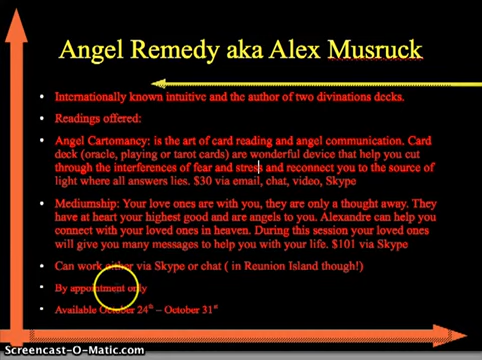 Angel Remedy aka Alex Musruck
• Internationally known intuitive and the author of two divinations decks.
• Readings offered:
• Angel Cartomancy: is the art of card reading and angel communication. Card
deck (oracle, playing or tarot cards) are wonderful device that help you cut
through the interferences of fear and stress and reconnect you to the source of
light where all answers lies. $30 via email, chat, video, Skype
• Mediumship: Your love ones are with you, they are only a thought away. They
have at heart your highest good and are angels to you. Alexandre can help you
connect with your loved ones in heaven. During this session your loved ones
will give you many messages to help you with your life. $101 via Skype
• Can work either via Skype or chat ( in Reunion Island though!)
• By appointment only
• Available October 24th – October 31st
Screencast-O-Matic.com